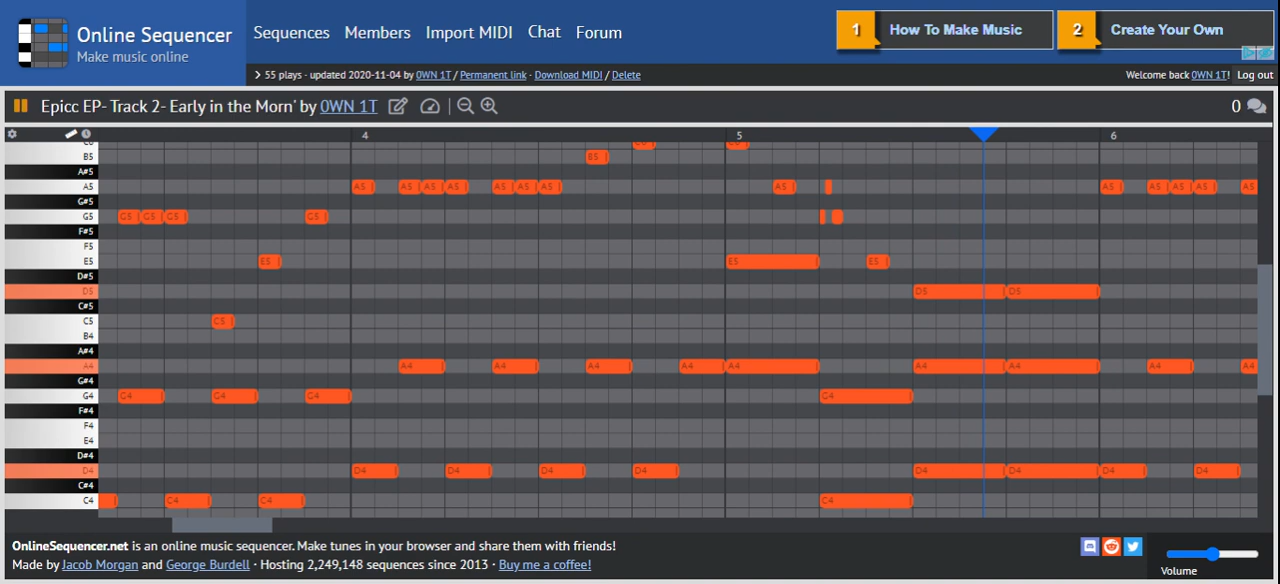 Online Sequencer
Make music online
Sequences Members Import MIDI Chat Forum
1 How To Make Music
2 Create Your Own
55 plays - updated 2020-11-04 by 0WN 1T / Permanent link · Download MIDI / Delete
Welcome back 0WN 1T! Log out
Epicc EP- Track 2- Early in the Morn' by 0WN 1T
0
4 5 6
B5 B5
A#5
A5 A5 A5 A5 A5 A5 A5 A5 A5 A5 A5 A5 A5 A5
G#5
G5 G5 G5 G5 G5
F#5
F5
E5 E5 E5 E5
D#5
D5 D5 D5
C#5
C5 C5
B4
A#4
A4 A4 A4 A4 A4 A4 A4 A4 A4 A4
G#4
G4 G4 G4 G4 G4
F#4
F4
E4
D#4
D4 D4 D4 D4 D4 D4 D4 D4 D4
C#4
C4 C4 C4 C4
OnlineSequencer.net is an online music sequencer. Make tunes in your browser and share them with friends!
Made by Jacob Morgan and George Burdell · Hosting 2,249,148 sequences since 2013 · Buy me a coffee!
Volume